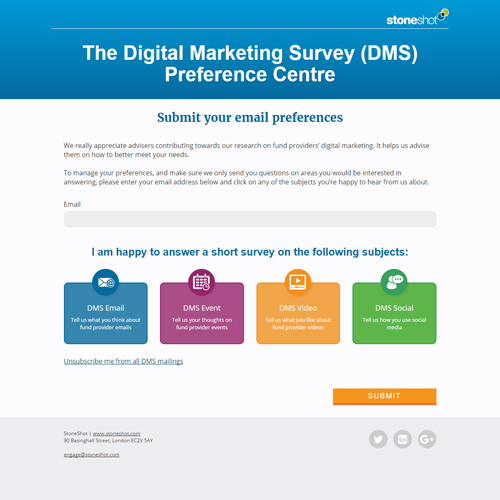 stoneshot
The Digital Marketing Survey (DMS)
Preference Centre
Submit your email preferences
We really appreciate advisers contributing towards our research on fund providers' digital marketing. It helps us advise
them on how to better meet your needs.
To manage your preferences, and make sure we only send you questions on areas you would be interested in
answering, please enter your email address below and click on any of the subjects you're happy to hear from us about.
Email
I am happy to answer a short survey on the following subjects:
DMS Email
Tell us what you think about
fund provider emails
DMS Event
Tell us your thoughts on
fund provider events
DMS Video
Tell us what you like about
fund provider videos
DMS Social
Tell us how you use social
media
Unsubscribe me from all DMS mailings
SUBMIT
StoneShot | www.stoneshot.com
90 Basinghall Street, London EC2V 5AY
engage@stoneshot.com